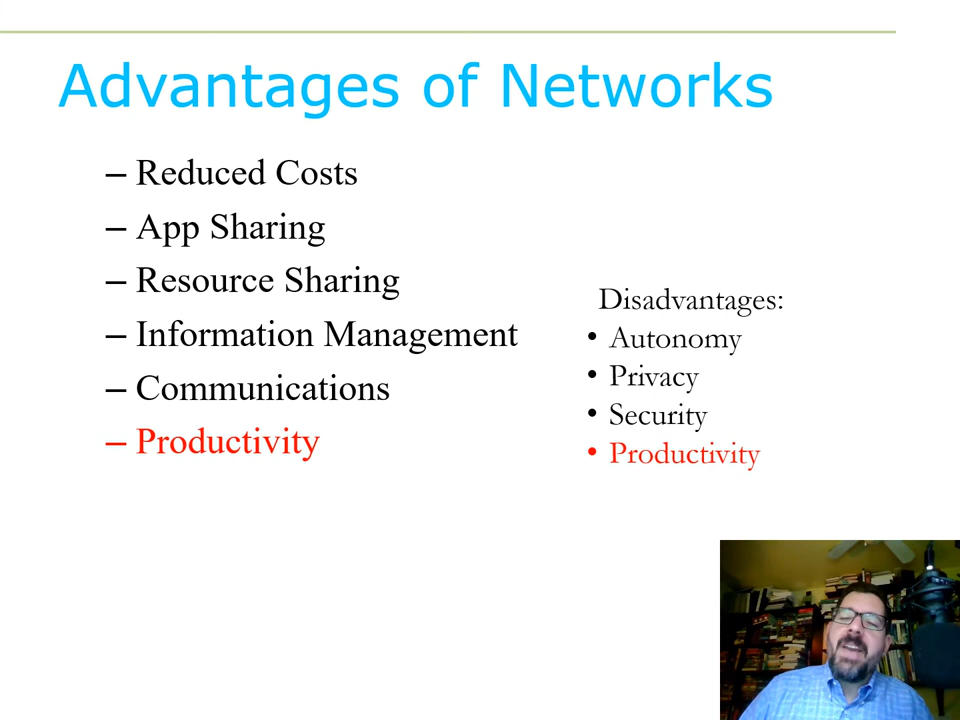 Advantages of Networks
– Reduced Costs
– App Sharing
– Resource Sharing
– Information Management
– Communications
– Productivity
Disadvantages:
• Autonomy
• Privacy
• Security
• Productivity